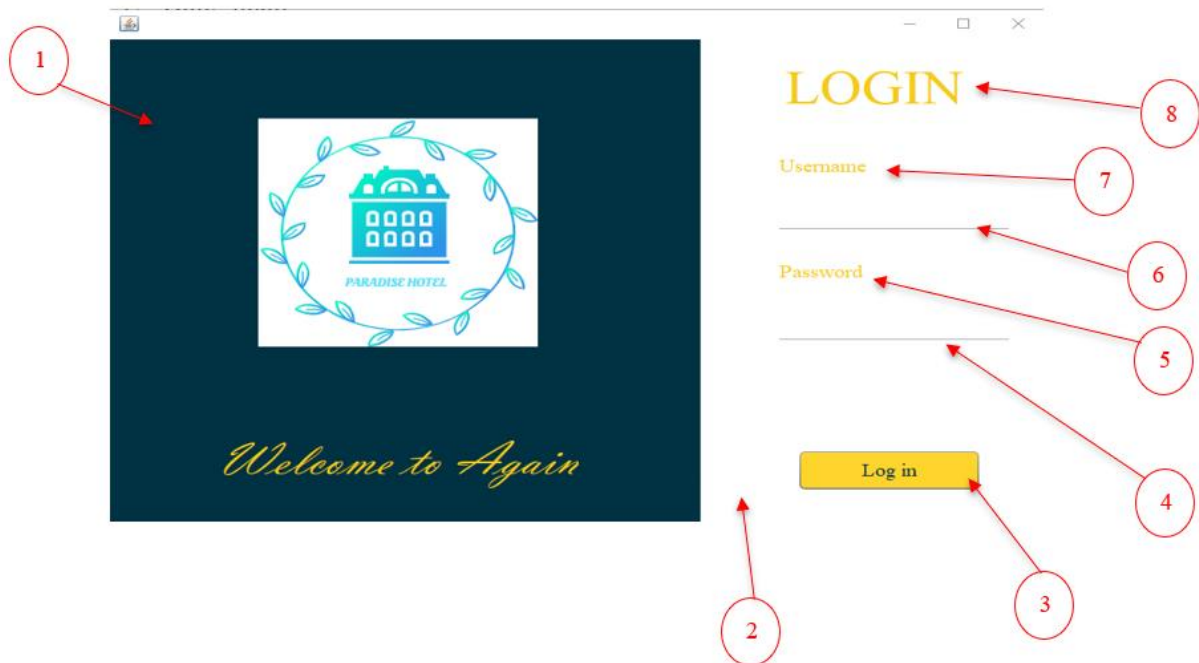 1
LOGIN
8
Username
7
6
PARADISE HOTEL
Password
5
Welcome to Again
Log in
4
3
2